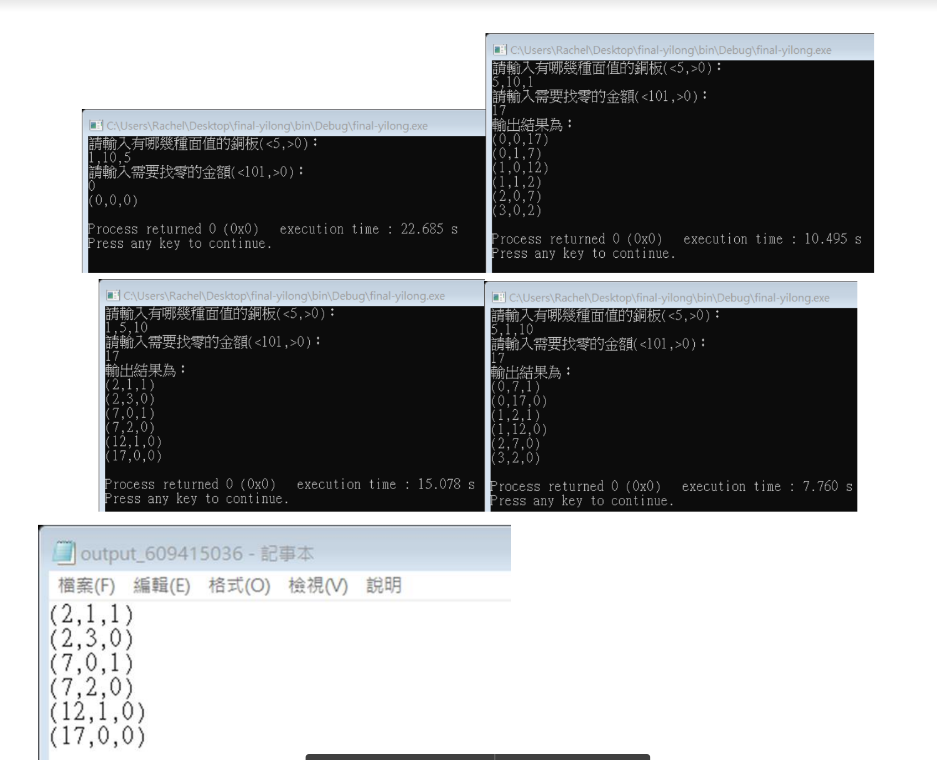 C:\Users\Rachel\Desktop\final-yilong\bin\Debug\final-yilong.exe
請輸入有哪幾種面值的銅板(<5,>0)：
1,10,5
請輸入需要找零的金額(<101,>0)：
0
(0,0,0)
Process returned 0 (0x0)   execution time : 22.685 s
Press any key to continue.
C:\Users\Rachel\Desktop\final-yilong\bin\Debug\final-yilong.exe
請輸入有哪幾種面值的銅板(<5,>0)：
5,10,1
請輸入需要找零的金額(<101,>0)：
17
輸出結果為：
(0,0,17)
(0,1,7)
(1,0,12)
(1,1,2)
(2,0,7)
(3,0,2)
Process returned 0 (0x0)   execution time : 10.495 s
Press any key to continue.
C:\Users\Rachel\Desktop\final-yilong\bin\Debug\final-yilong.exe
請輸入有哪幾種面值的銅板(<5,>0)：
1,5,10
請輸入需要找零的金額(<101,>0)：
17
輸出結果為：
(2,1,1)
(2,3,0)
(7,0,1)
(7,2,0)
(12,1,0)
(17,0,0)
Process returned 0 (0x0)   execution time : 15.078 s
Press any key to continue.
C:\Users\Rachel\Desktop\final-yilong\bin\Debug\final-yilong.exe
請輸入有哪幾種面值的銅板(<5,>0)：
5,1,10
請輸入需要找零的金額(<101,>0)：
17
輸出結果為：
(0,7,1)
(0,17,0)
(1,2,1)
(1,12,0)
(2,7,0)
(3,2,0)
Process returned 0 (0x0)   execution time : 7.760 s
Press any key to continue.
output_609415036 - 記事本
檔案(F) 編輯(E) 格式(O) 檢視(V) 說明
(2,1,1)
(2,3,0)
(7,0,1)
(7,2,0)
(12,1,0)
(17,0,0)